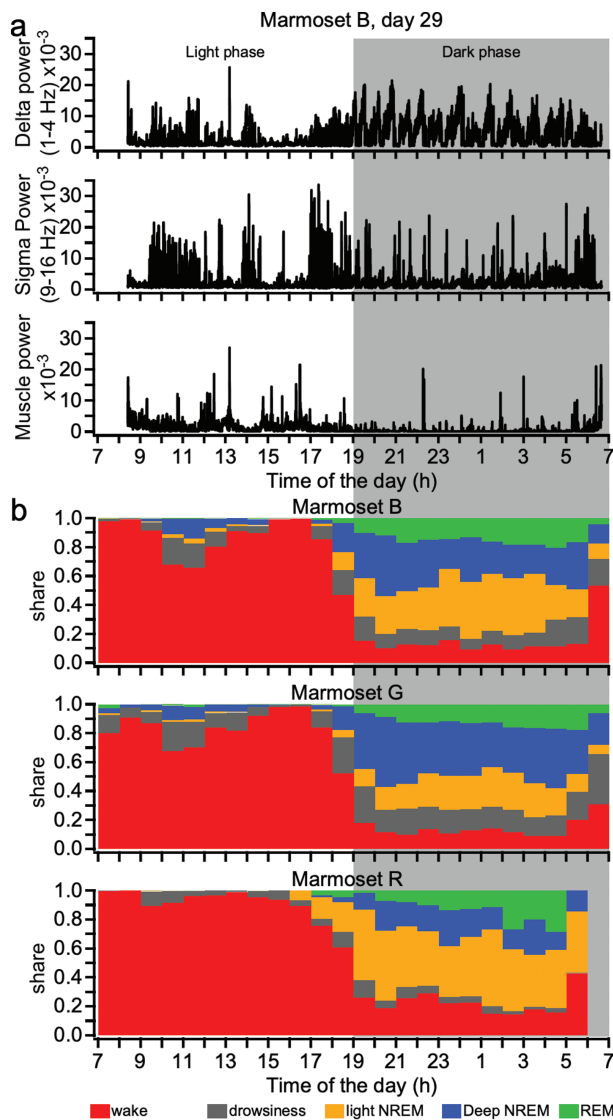 a
Marmoset B, day 29
Light phase
Dark phase
Delta power
(1-4 Hz) x10-3
30
20
10
0
Sigma Power
(9-16 Hz) x10-3
30
20
10
0
Muscle power
x10-3
30
20
10
0
7 9 11 13 15 17 19 21 23 1 3 5 7
Time of the day (h)
b
Marmoset B
share
1.0
0.8
0.6
0.4
0.2
0.0
Marmoset G
share
1.0
0.8
0.6
0.4
0.2
0.0
Marmoset R
share
1.0
0.8
0.6
0.4
0.2
0.0
7 9 11 13 15 17 19 21 23 1 3 5 7
Time of the day (h)
wake drowsiness light NREM Deep NREM REM